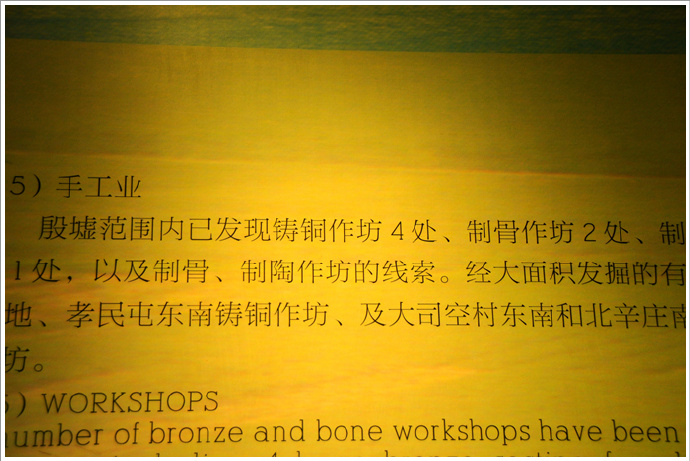 5）手工业
殷墟范围内已发现铸铜作坊4处、制骨作坊2处、制
1处，以及制骨、制陶作坊的线索。经大面积发掘的有
地、孝民屯东南铸铜作坊、及大司空村东南和北辛庄南
坊。
5) WORKSHOPS
number of bronze and bone workshops have been